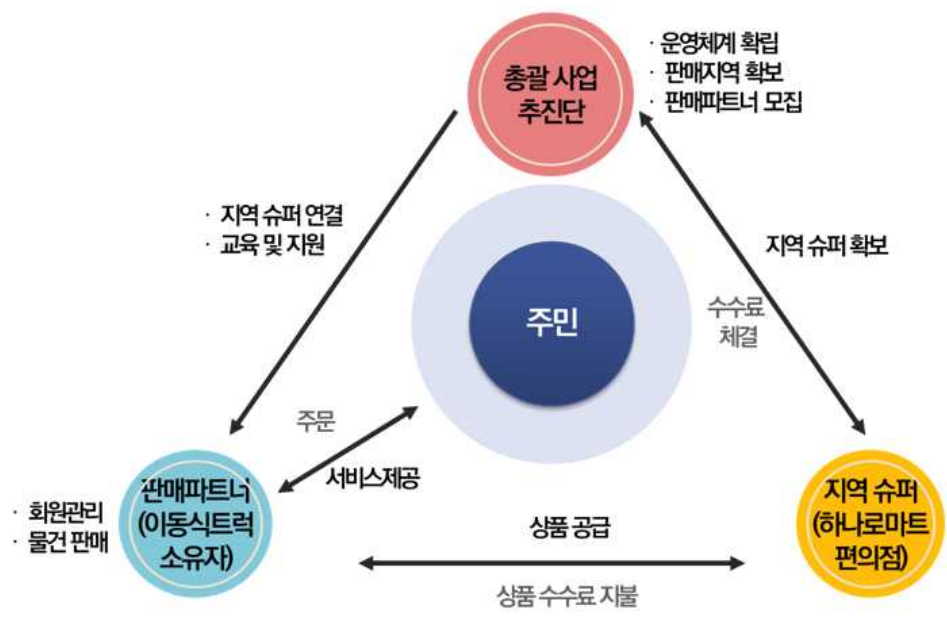 총괄 사업
추진단
· 운영체계 확립
· 판매지역 확보
· 판매파트너 모집
· 지역 슈퍼 연결
· 교육 및 지원
지역 슈퍼 확보
주민
수수료
체결
주문
서비스제공
판매파트너
(이동식트럭
소유자)
· 회원관리
· 물건 판매
상품 공급
상품 수수료 지불
지역 슈퍼
(하나로마트
편의점)